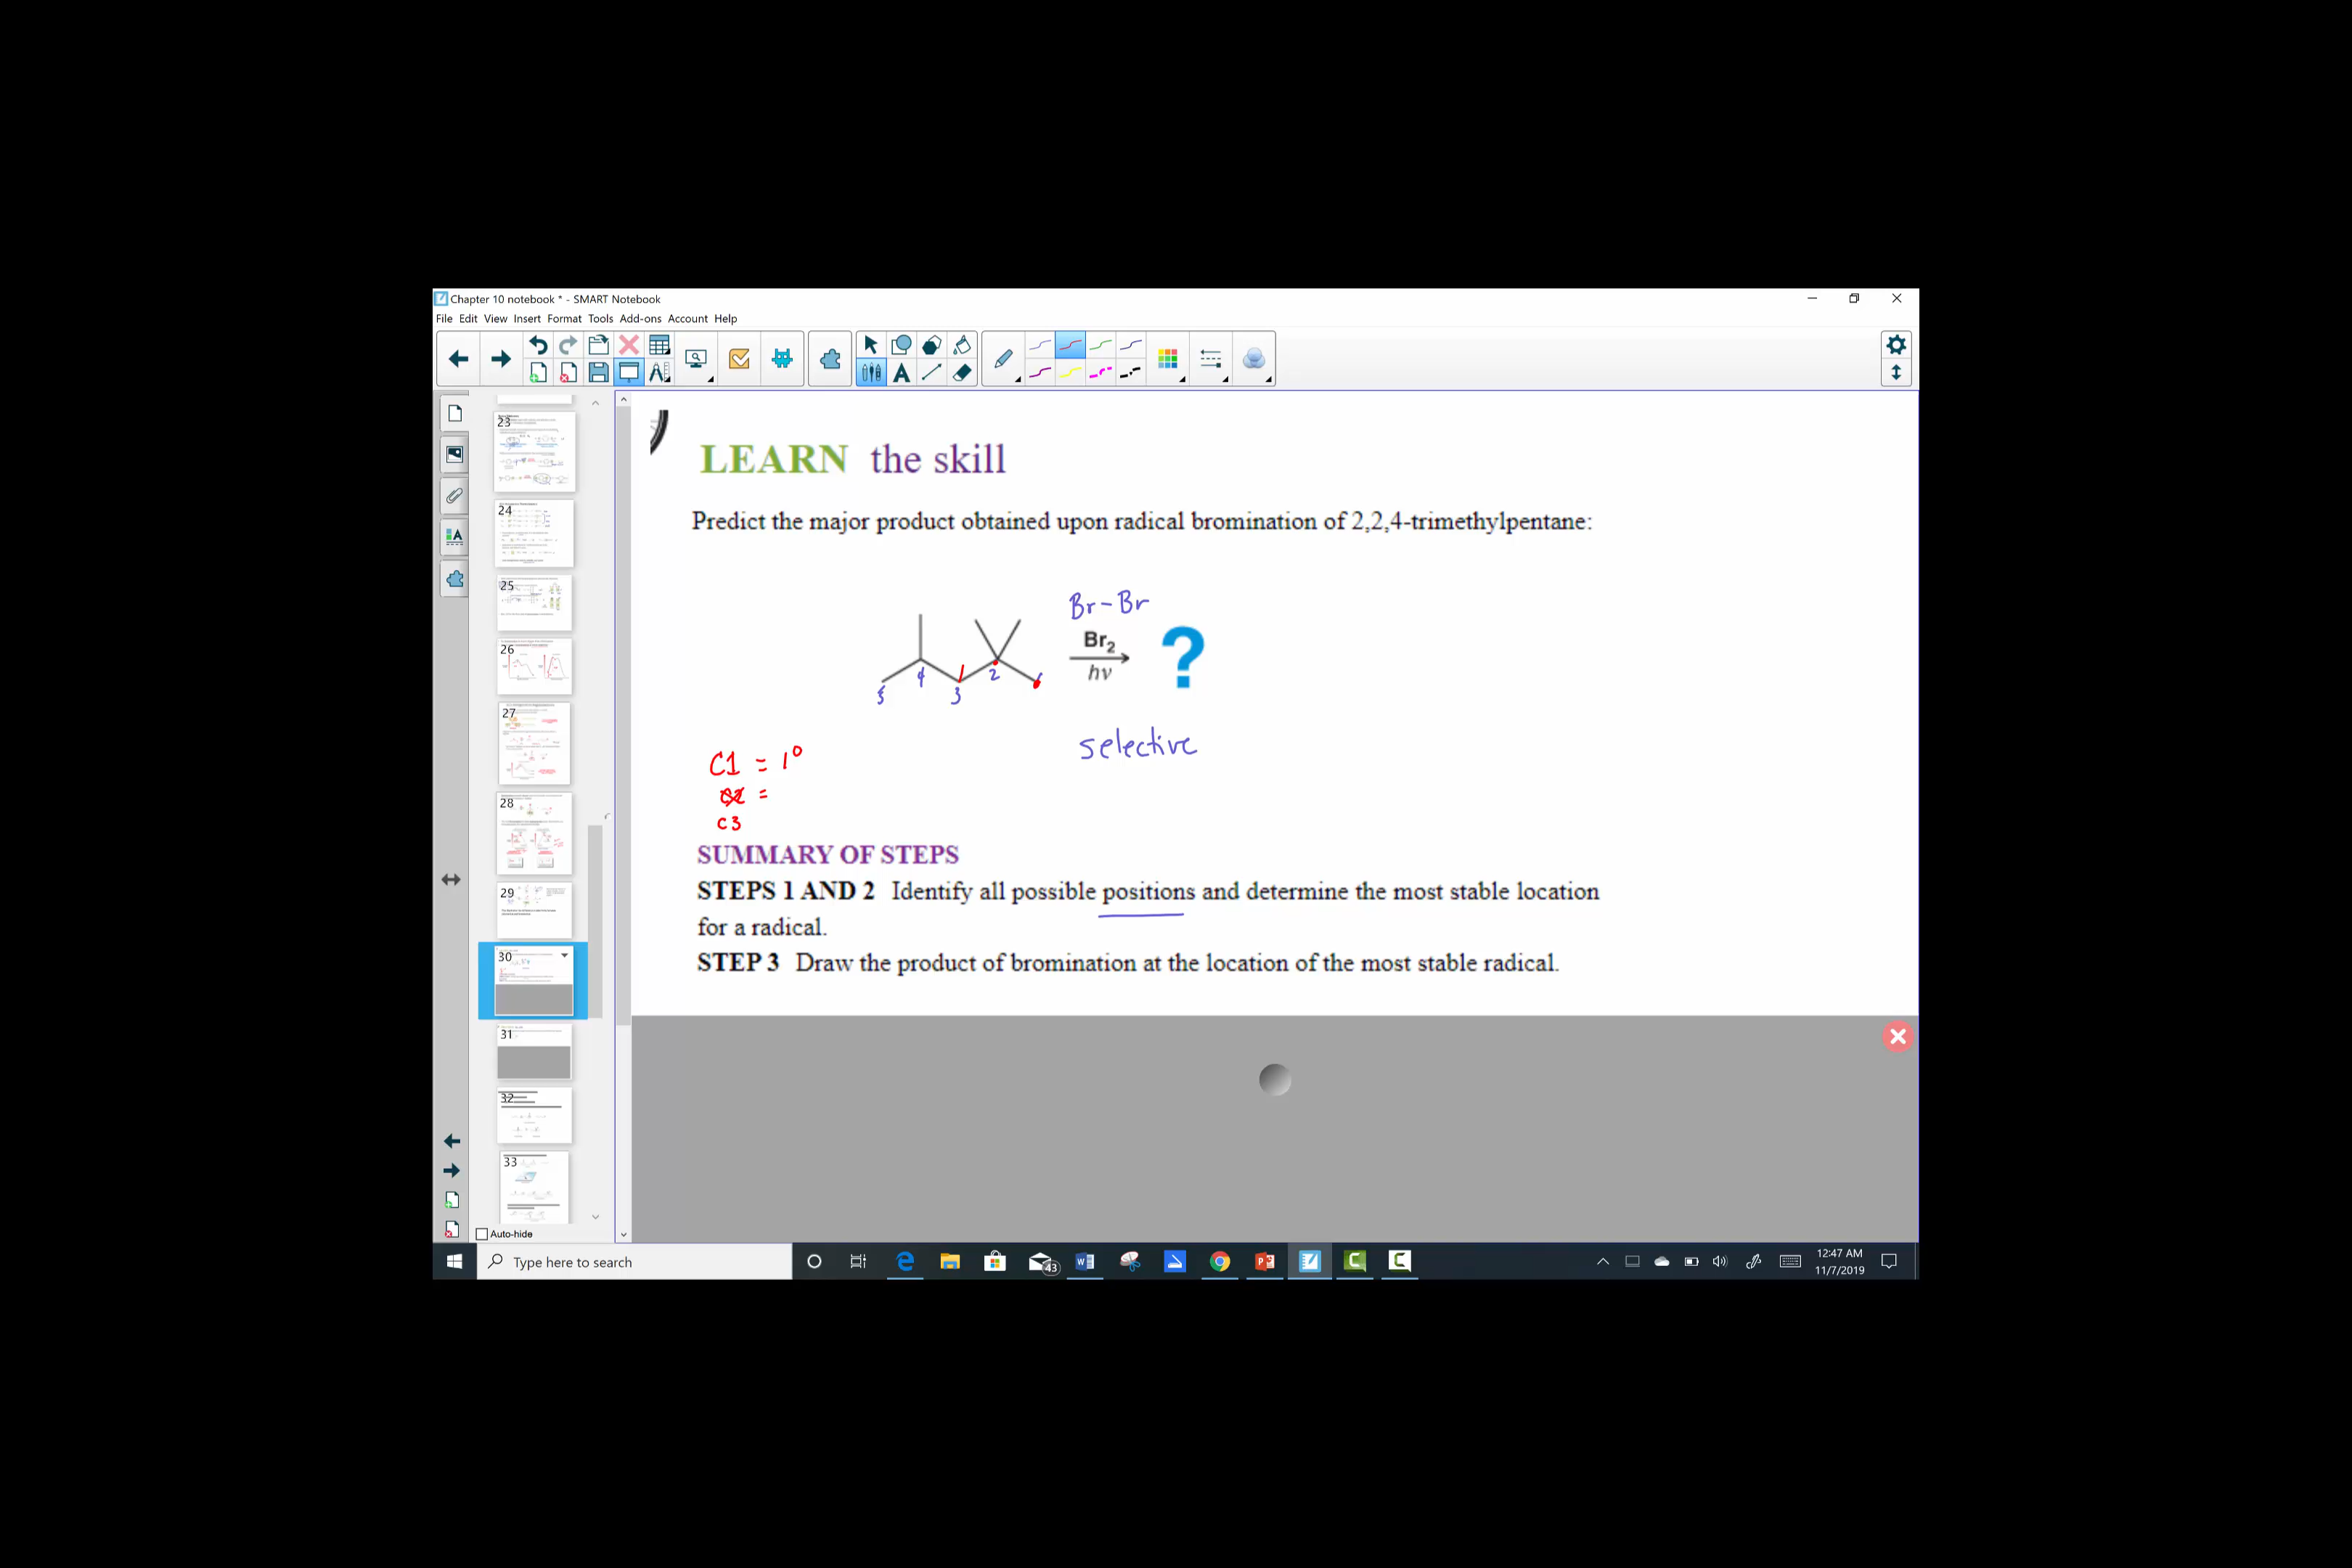 Chapter 10 notebook * - SMART Notebook
File Edit View Insert Format Tools Add-ons Account Help
23
24
25
26
27
28
29
30
31
32
33
Auto-hide
LEARN the skill
Predict the major product obtained upon radical bromination of 2,2,4-trimethylpentane:
Br-Br
Br2
hν
?
5 4 3 2
selective
C1 = 1°
C2 =
C3
SUMMARY OF STEPS
STEPS 1 AND 2 Identify all possible positions and determine the most stable location
for a radical.
STEP 3 Draw the product of bromination at the location of the most stable radical.
Type here to search
43
12:47 AM
11/7/2019